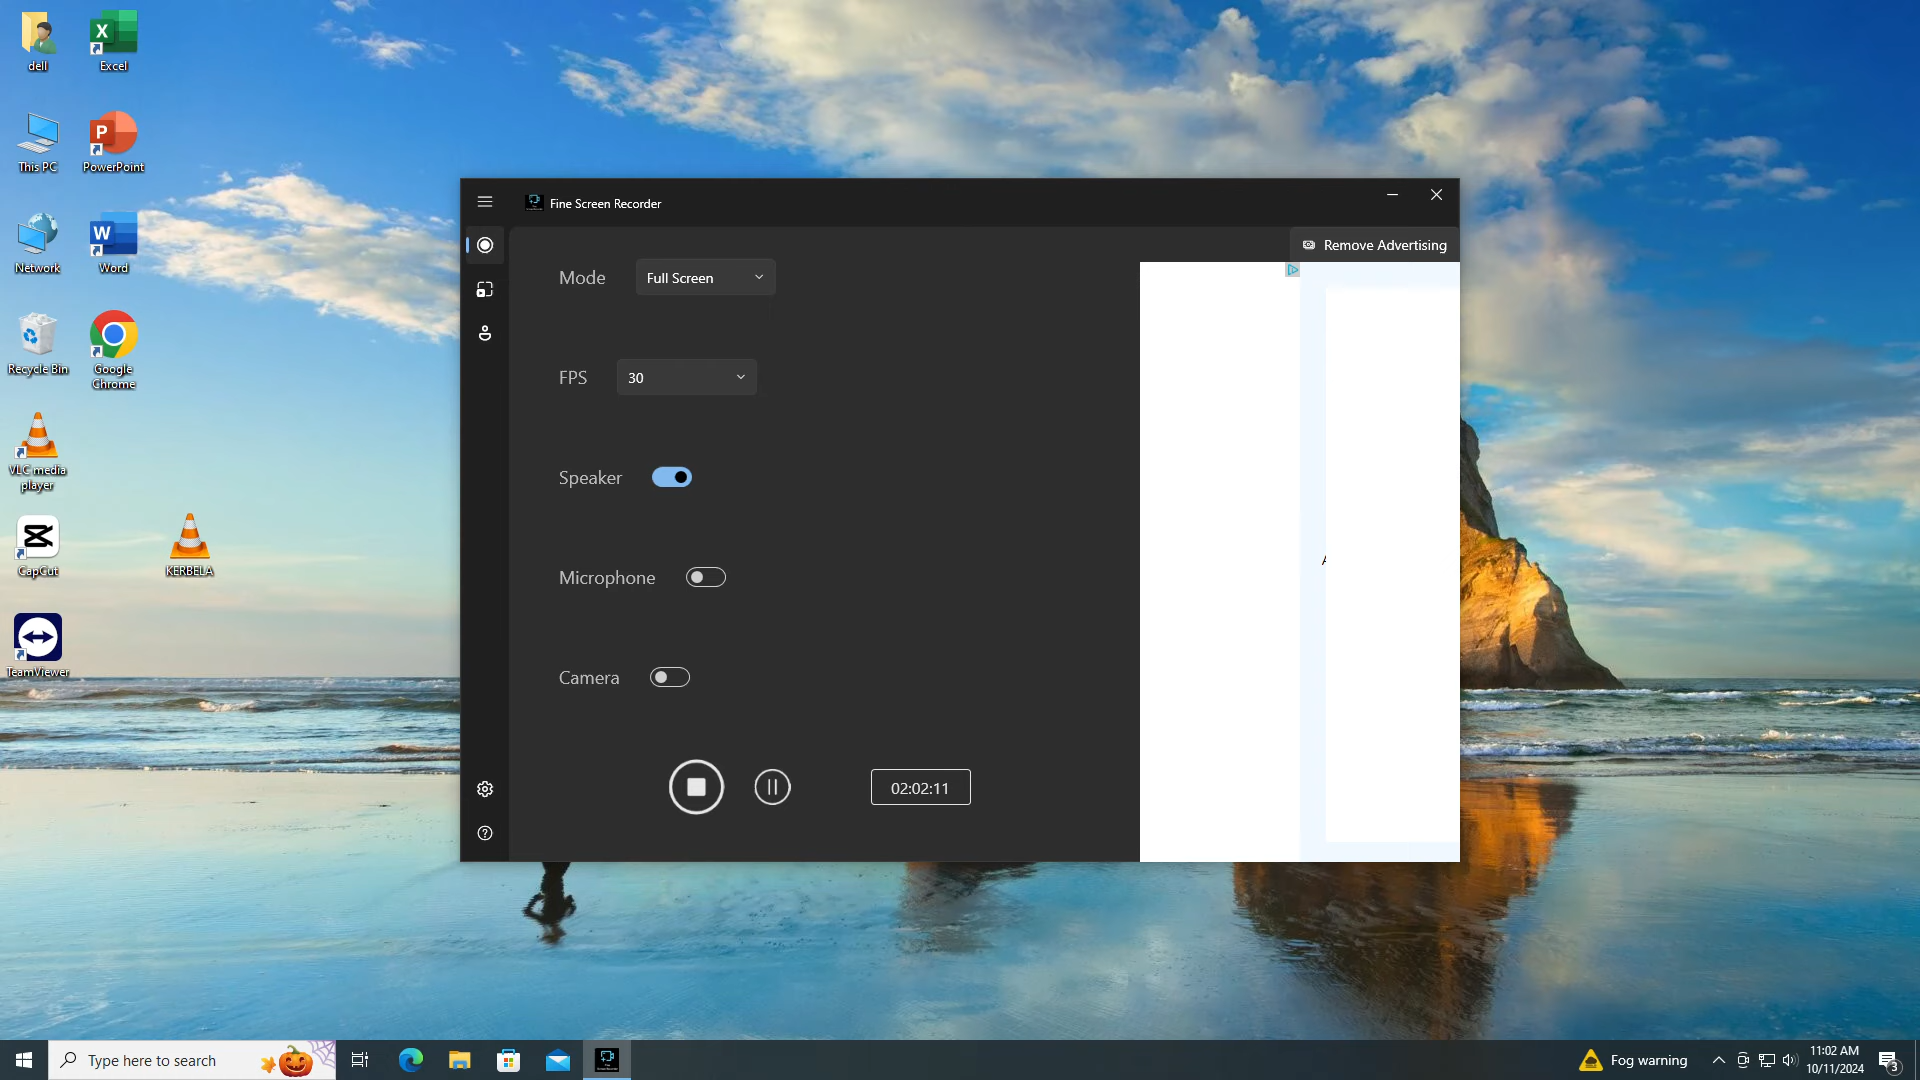 dell
Excel
This PC
PowerPoint
Network
Word
Recycle Bin
Google
Chrome
VLC media
player
CapCut
KERBELA
TeamViewer
Fine Screen Recorder
Remove Advertising
Mode
Full Screen
FPS
30
Speaker
Microphone
Camera
02:02:11
Type here to search
Fog warning
11:02 AM
10/11/2024
3